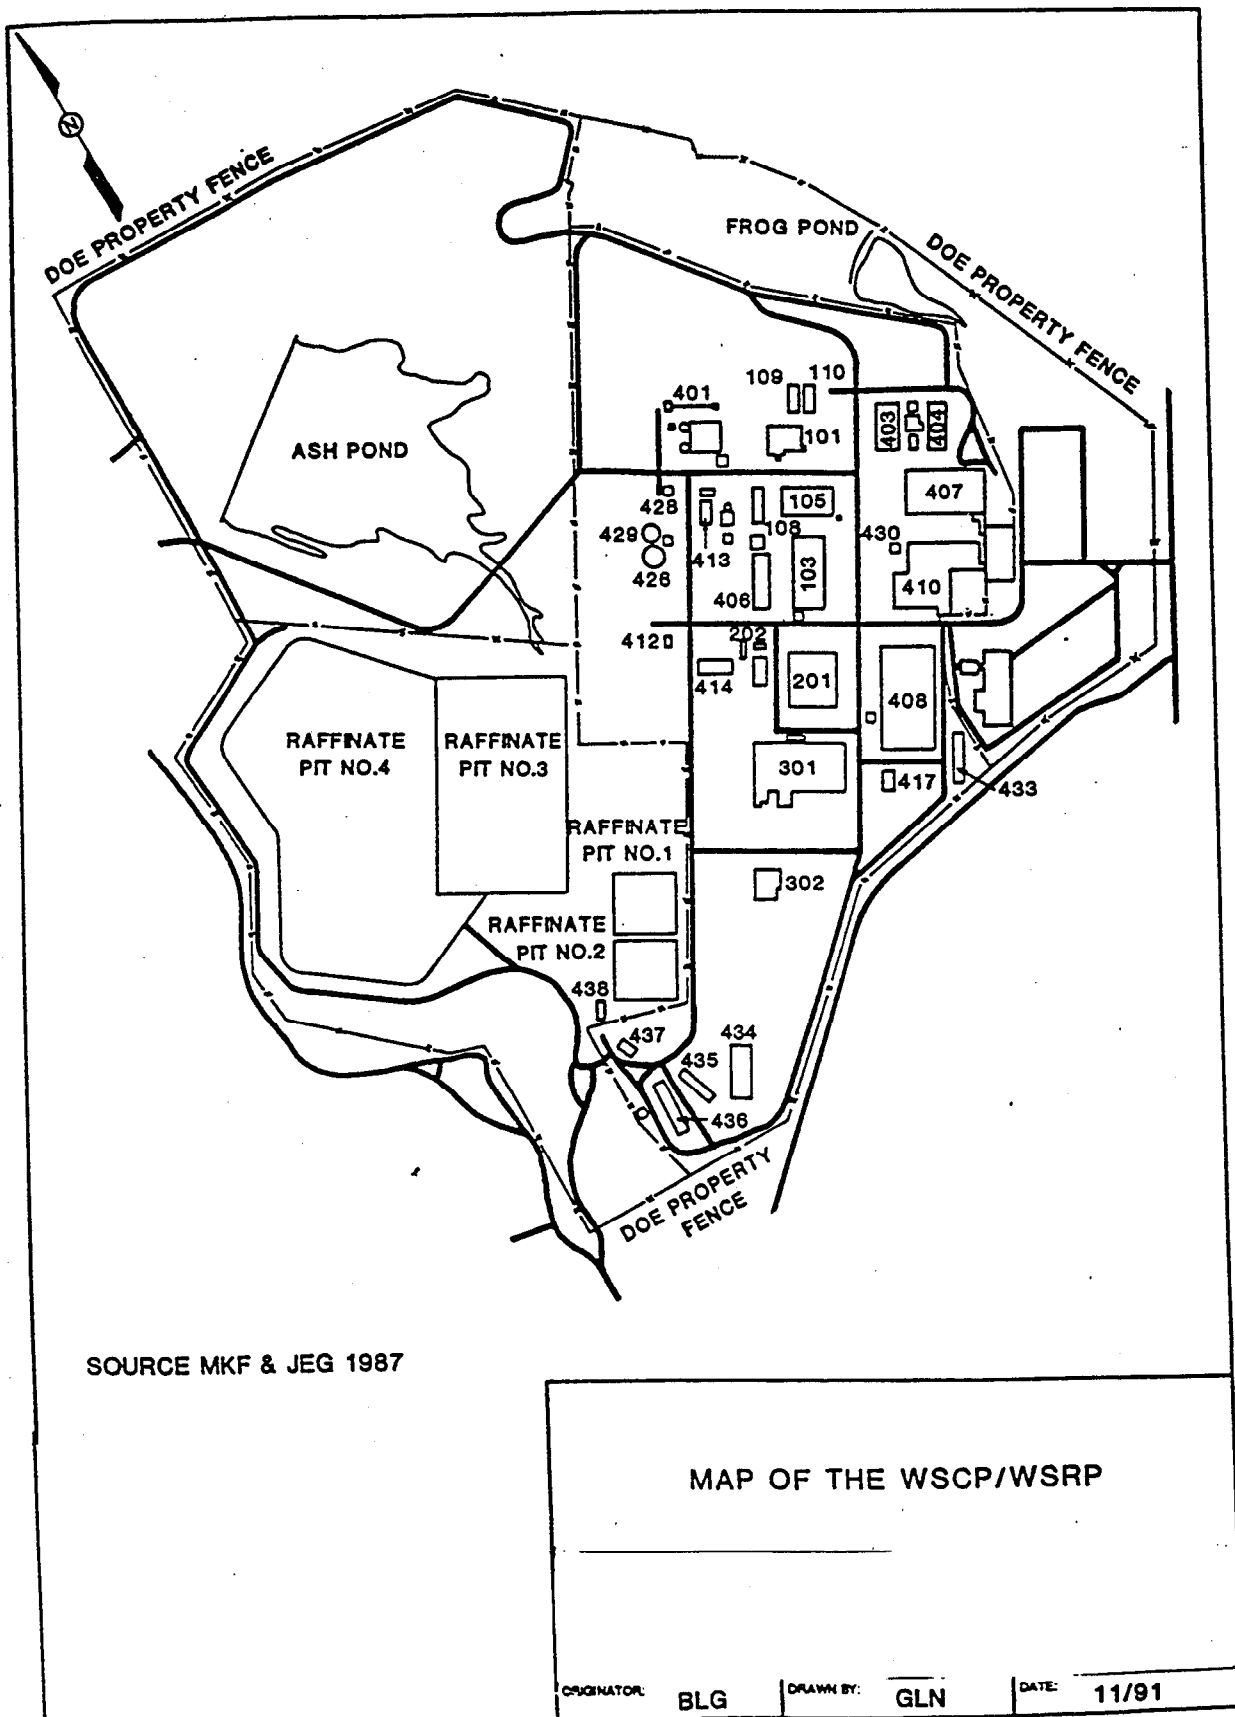 N
DOE PROPERTY FENCE
FROG POND
DOE PROPERTY FENCE
109
110
401
403
404
101
ASH POND
407
105
428
108
429
430
413
103
426
410
406
202
412
414
201
408
RAFFINATE
PIT NO.4
RAFFINATE
PIT NO.3
301
417
433
RAFFINATE
PIT NO.1
302
RAFFINATE
PIT NO.2
438
437
434
435
436
DOE PROPERTY
FENCE
SOURCE MKF & JEG 1987
MAP OF THE WSCP/WSRP
ORIGINATOR: BLG
DRAWN BY: GLN
DATE: 11/91